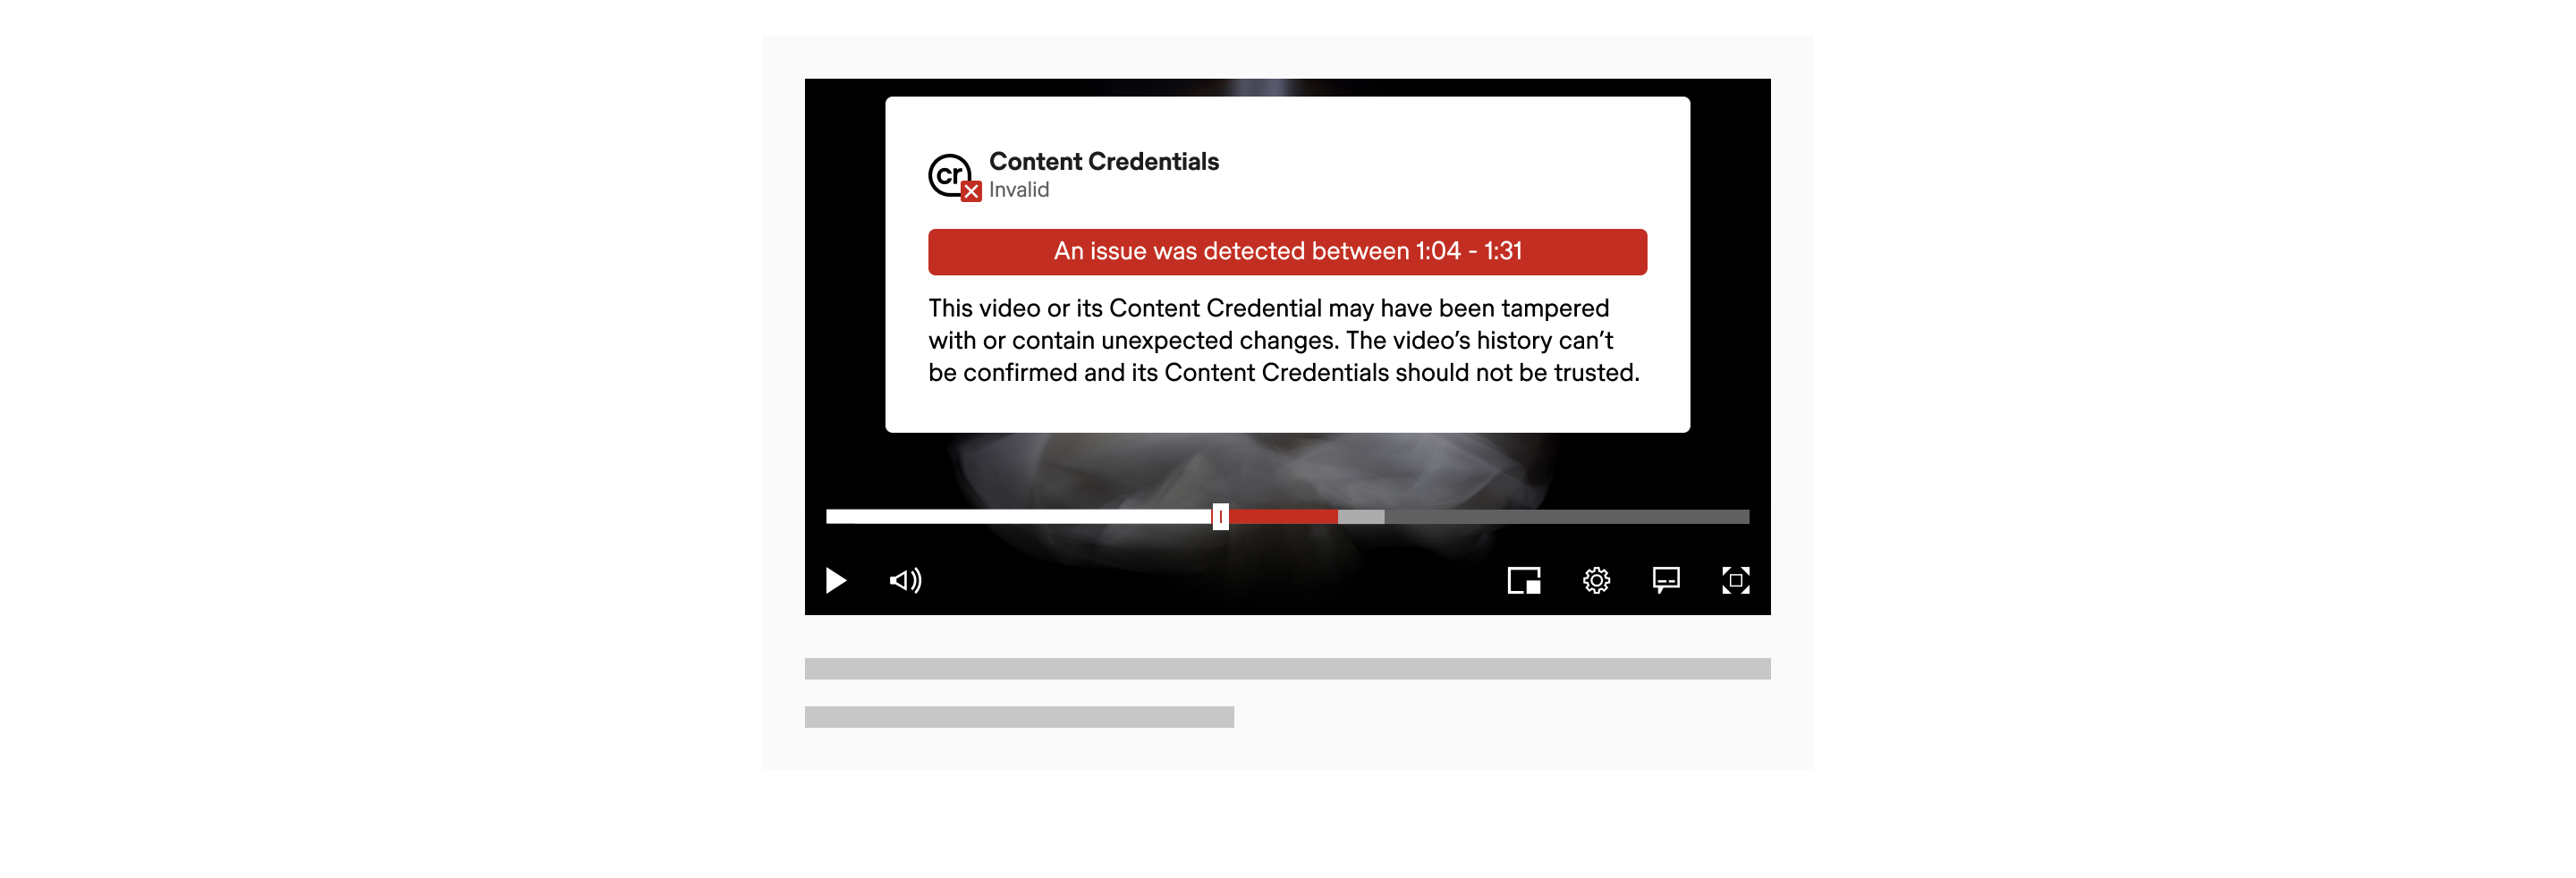 cr
Content Credentials
Invalid
An issue was detected between 1:04 - 1:31
This video or its Content Credential may have been tampered
with or contain unexpected changes. The video’s history can’t
be confirmed and its Content Credentials should not be trusted.